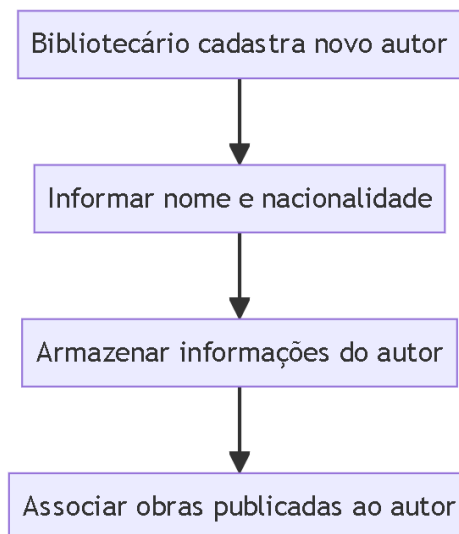 Bibliotecário cadastra novo autor
Informar nome e nacionalidade
Armazenar informações do autor
Associar obras publicadas ao autor